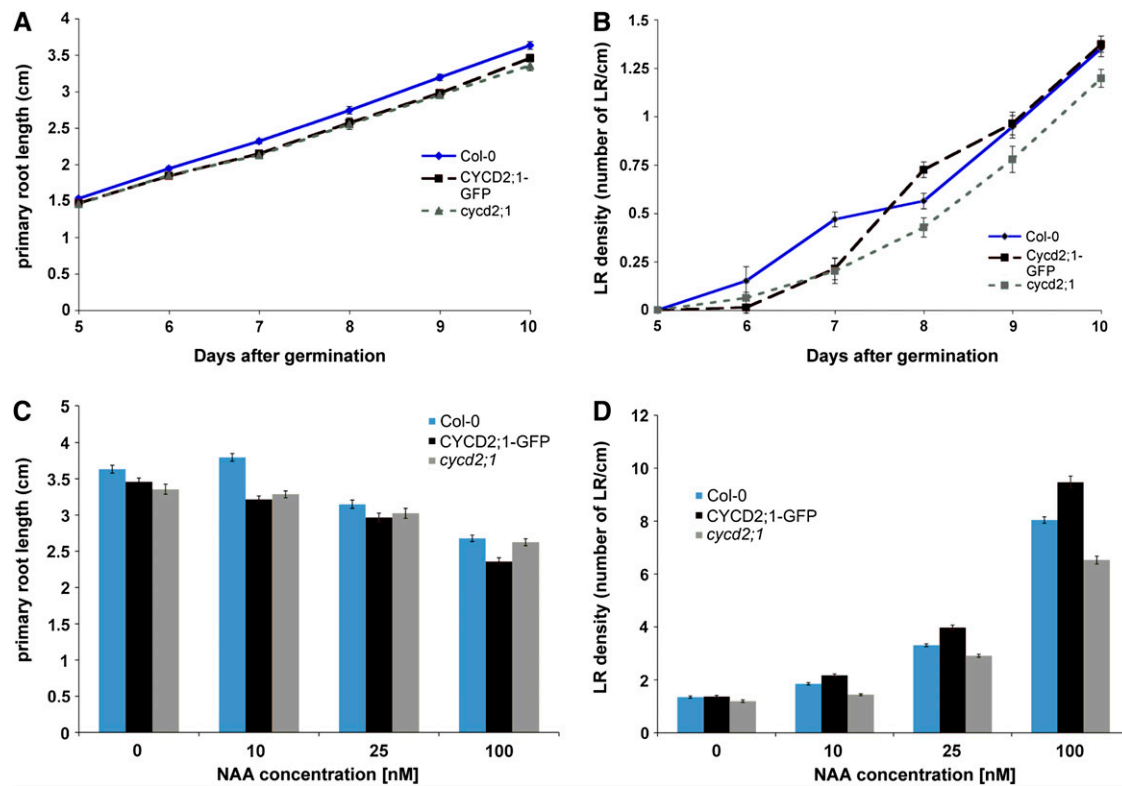 A
primary root length (cm)
4
3.5
3
2.5
2
1.5
1
0.5
0
5 6 7 8 9 10
Days after germination
Col-0
CYCD2;1-
GFP
cycd2;1
B
LR density (number of LR/cm)
1.5
1.25
1
0.75
0.5
0.25
0
5 6 7 8 9 10
Days after germination
Col-0
Cycd2;1-
GFP
cycd2;1
C
primary root length (cm)
5
4.5
4
3.5
3
2.5
2
1.5
1
0.5
0
0 10 25 100
NAA concentration [nM]
Col-0
CYCD2;1-GFP
cycd2;1
D
LR density (number of LR/cm)
12
10
8
6
4
2
0
0 10 25 100
NAA concentration [nM]
Col-0
CYCD2;1-GFP
cycd2;1